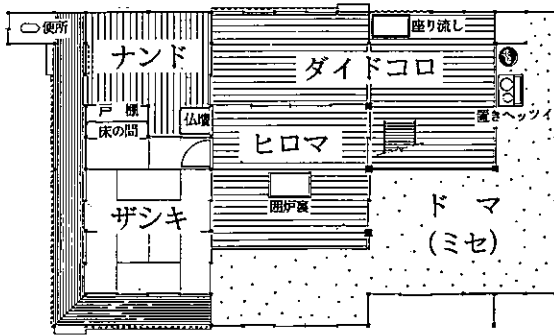 便所
ナンド
座り流し
ダイドコロ
戸棚
床の間
仏壇
置きヘッツイ
ヒロマ
囲炉裏
ザシキ
ドマ
(ミセ)